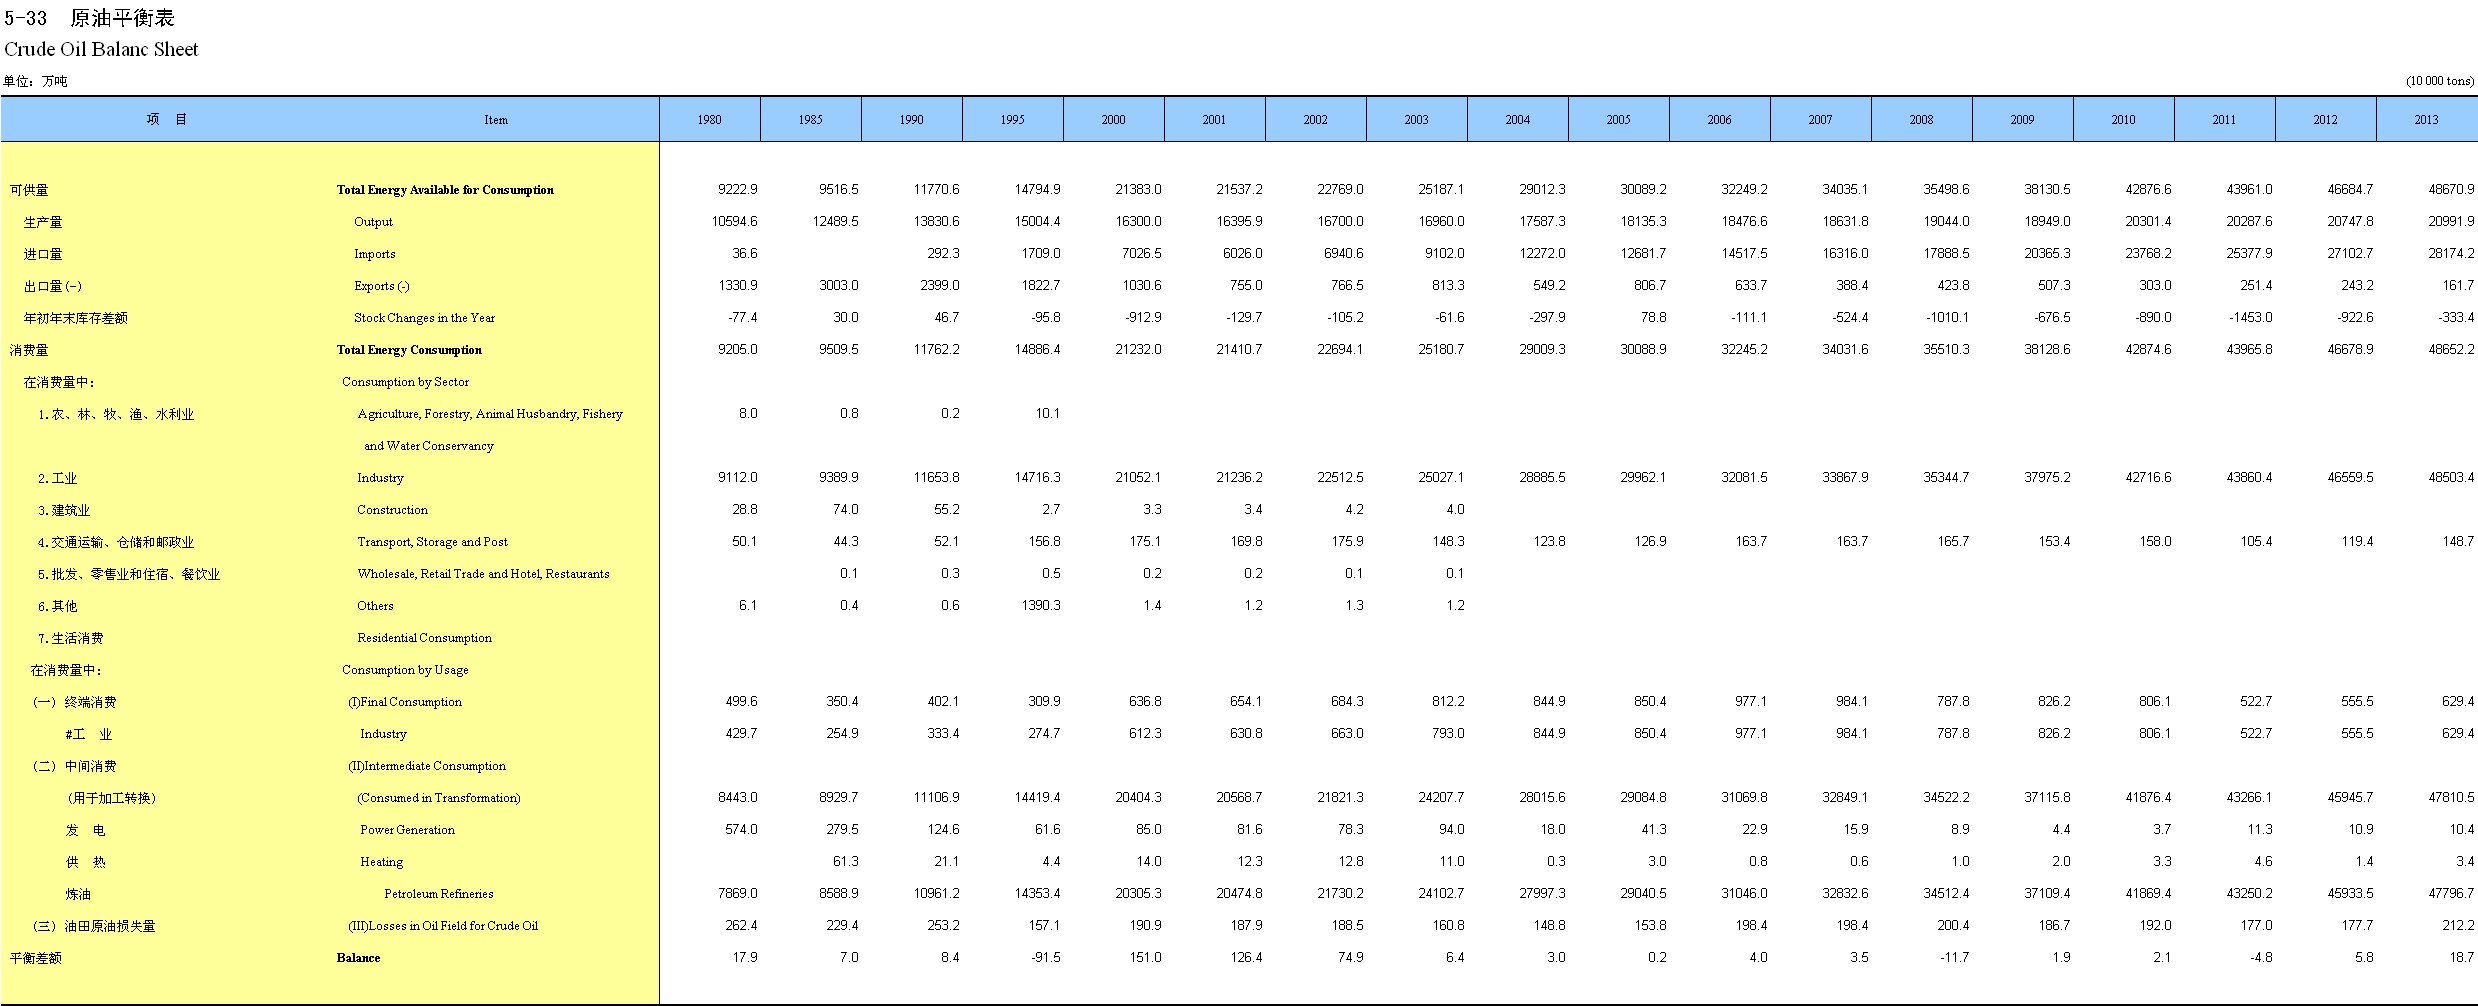 5-33 原油平衡表
Crude Oil Balanc Sheet
单位: 万吨 (10 000 tons)
项 目 Item 1980 1985 1990 1995 2000 2001 2002 2003 2004 2005 2006 2007 2008 2009 2010 2011 2012 2013
可供量 Total Energy Available for Consumption 9222.9 9516.5 11770.6 14794.9 21383.0 21537.2 22769.0 25187.1 29012.3 30089.2 32249.2 34035.1 35498.6 38130.5 42876.6 43961.0 46684.7 48670.9
生产量 Output 10594.6 12489.5 13830.6 15004.4 16300.0 16395.9 16700.0 16960.0 17587.3 18135.3 18476.6 18631.8 19044.0 18949.0 20301.4 20287.6 20747.8 20991.9
进口量 Imports 36.6 292.3 1709.0 7026.5 6026.0 6940.6 9102.0 12272.0 12681.7 14517.5 16316.0 17888.5 20365.3 23768.2 25377.9 27102.7 28174.2
出口量(-) Exports (-) 1330.9 3003.0 2399.0 1822.7 1030.6 755.0 766.5 813.3 549.2 806.7 633.7 388.4 423.8 507.3 303.0 251.4 243.2 161.7
年初年末库存差额 Stock Changes in the Year -77.4 30.0 46.7 -95.8 -912.9 -129.7 -105.2 -61.6 -297.9 78.8 -111.1 -524.4 -1010.1 -676.5 -890.0 -1453.0 -922.6 -333.4
消费量 Total Energy Consumption 9205.0 9509.5 11762.2 14886.4 21232.0 21410.7 22694.1 25180.7 29009.3 30088.9 32245.2 34031.6 35510.3 38128.6 42874.6 43965.8 46678.9 48652.2
在消费量中: Consumption by Sector
1.农、林、牧、渔、水利业 Agriculture, Forestry, Animal Husbandry, Fishery 8.0 0.8 0.2 10.1
and Water Conservancy
2.工业 Industry 9112.0 9389.9 11653.8 14716.3 21052.1 21236.2 22512.5 25027.1 28885.5 29962.1 32081.5 33867.9 35344.7 37975.2 42716.6 43860.4 46559.5 48503.4
3.建筑业 Construction 28.8 74.0 55.2 2.7 3.3 3.4 4.2 4.0
4.交通运输、仓储和邮政业 Transport, Storage and Post 50.1 44.3 52.1 156.8 175.1 169.8 175.9 148.3 123.8 126.9 163.7 163.7 165.7 153.4 158.0 105.4 119.4 148.7
5.批发、零售业和住宿、餐饮业 Wholesale, Retail Trade and Hotel, Restaurants 0.1 0.3 0.5 0.2 0.2 0.1 0.1
6.其他 Others 6.1 0.4 0.6 1390.3 1.4 1.2 1.3 1.2
7.生活消费 Residential Consumption
在消费量中: Consumption by Usage
(一) 终端消费 (I)Final Consumption 499.6 350.4 402.1 309.9 636.8 654.1 684.3 812.2 844.9 850.4 977.1 984.1 787.8 826.2 806.1 522.7 555.5 629.4
#工 业 Industry 429.7 254.9 333.4 274.7 612.3 630.8 663.0 793.0 844.9 850.4 977.1 984.1 787.8 826.2 806.1 522.7 555.5 629.4
(二) 中间消费 (II)Intermediate Consumption
(用于加工转换) (Consumed in Transformation) 8443.0 8929.7 11106.9 14419.4 20404.3 20568.7 21821.3 24207.7 28015.6 29084.8 31069.8 32849.1 34522.2 37115.8 41876.4 43266.1 45945.7 47810.5
发 电 Power Generation 574.0 279.5 124.6 61.6 85.0 81.6 78.3 94.0 18.0 41.3 22.9 15.9 8.9 4.4 3.7 11.3 10.9 10.4
供 热 Heating 61.3 21.1 4.4 14.0 12.3 12.8 11.0 0.3 3.0 0.8 0.6 1.0 2.0 3.3 4.6 1.4 3.4
炼油 Petroleum Refineries 7869.0 8588.9 10961.2 14353.4 20305.3 20474.8 21730.2 24102.7 27997.3 29040.5 31046.0 32832.6 34512.4 37109.4 41869.4 43250.2 45933.5 47796.7
(三) 油田原油损失量 (III)Losses in Oil Field for Crude Oil 262.4 229.4 253.2 157.1 190.9 187.9 188.5 160.8 148.8 153.8 198.4 198.4 200.4 186.7 192.0 177.0 177.7 212.2
平衡差额 Balance 17.9 7.0 8.4 -91.5 151.0 126.4 74.9 6.4 3.0 0.2 4.0 3.5 -11.7 1.9 2.1 -4.8 5.8 18.7